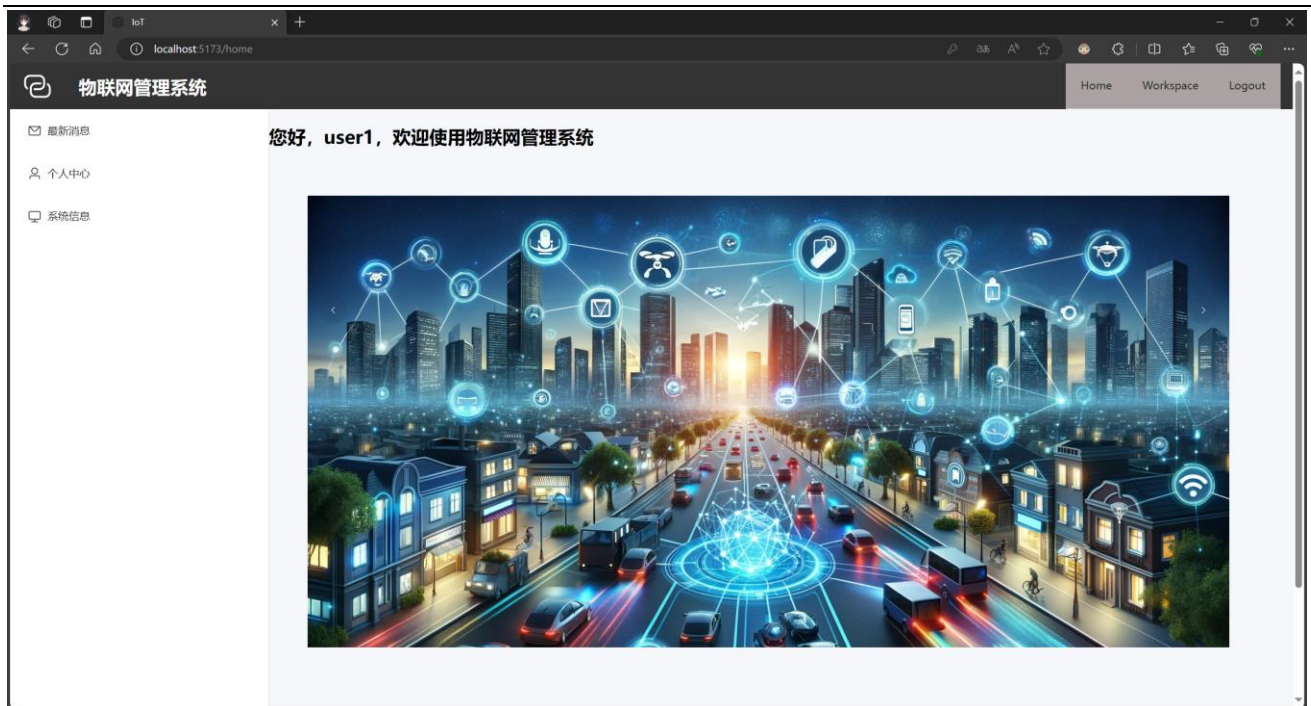 IoT
localhost:5173/home
物联网管理系统
Home Workspace Logout
最新消息
个人中心
系统信息
您好，user1，欢迎使用物联网管理系统